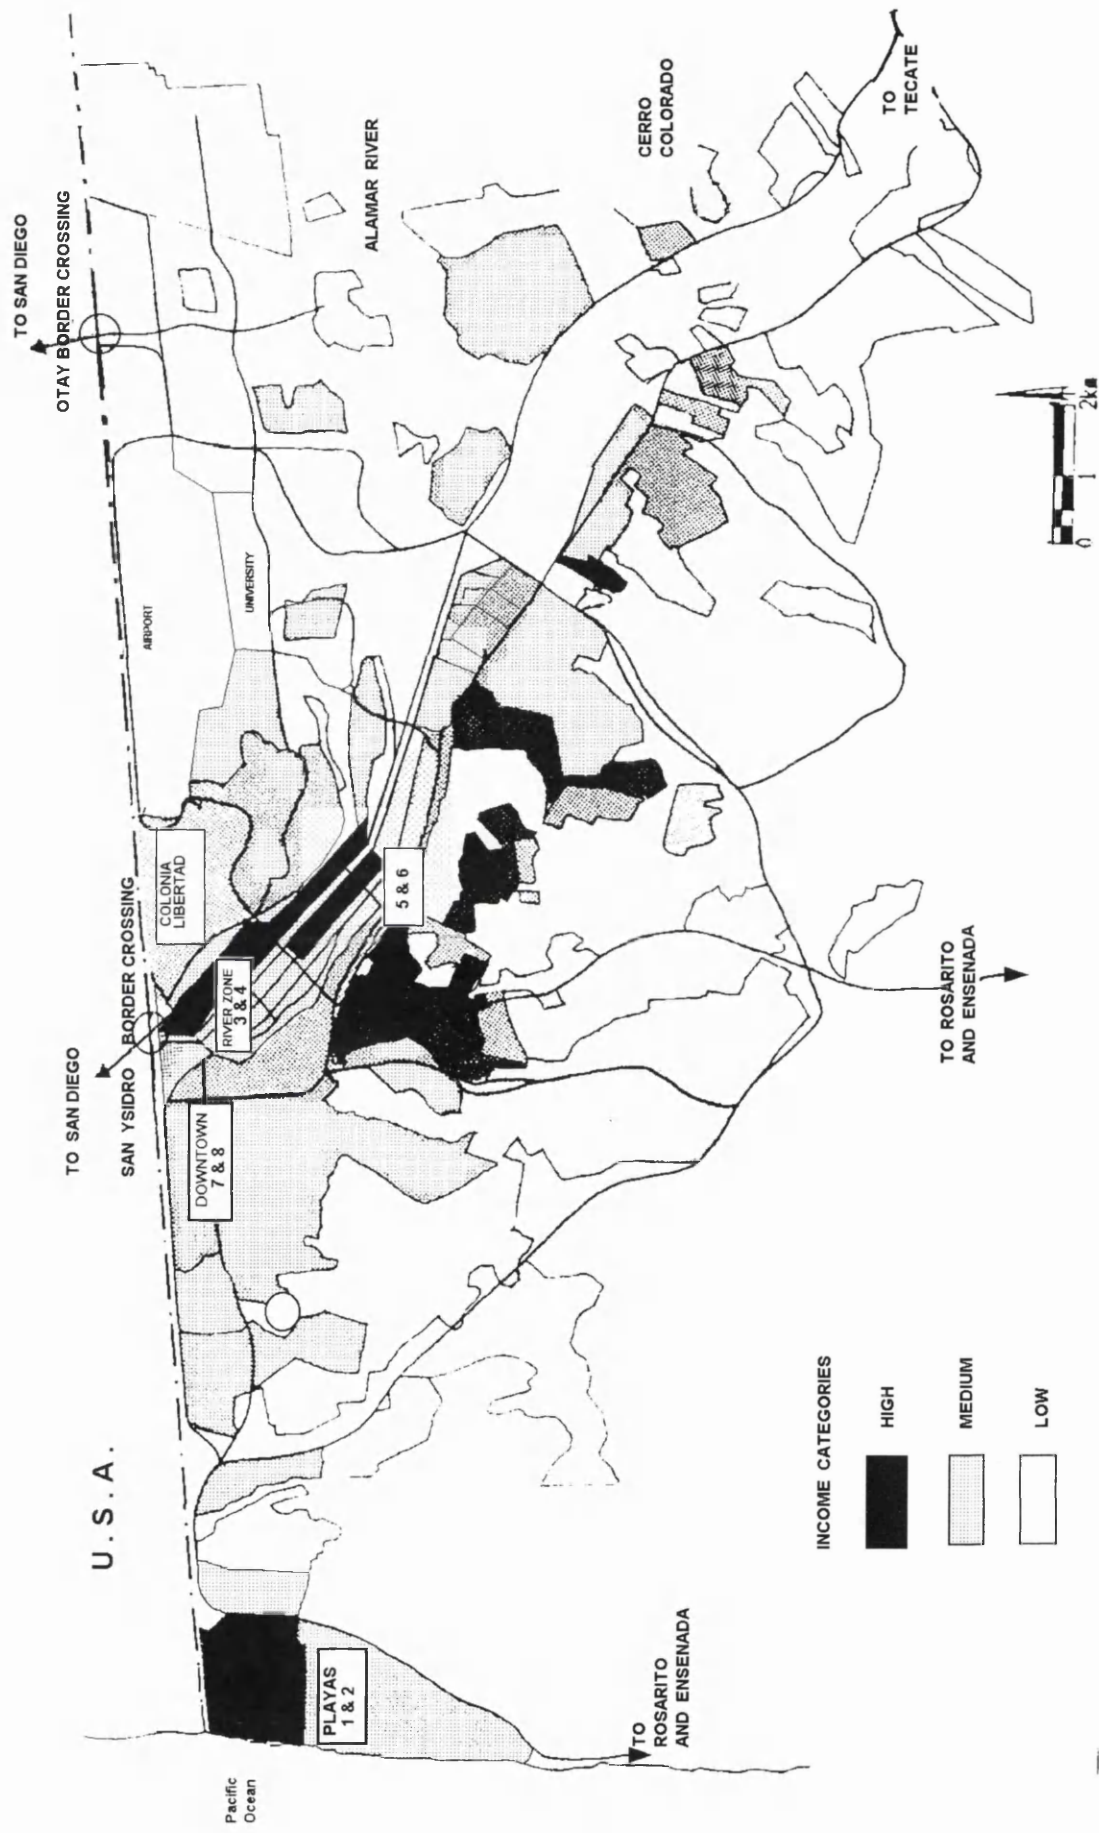 U.S.A.
Pacific
Ocean
PLAYAS
1 & 2
TO
ROSARITO
AND ENSENADA
TO SAN DIEGO
SAN YSIDRO BORDER CROSSING
DOWNTOWN
7 & 8
RIVER ZONE
3 & 4
COLONIA
LIBERTAD
5 & 6
AIRPORT
UNIVERSITY
TO SAN DIEGO
OTAY BORDER CROSSING
ALAMAR RIVER
CERRO
COLORADO
TO
TECATE
TO ROSARITO
AND ENSENADA
INCOME CATEGORIES
HIGH
MEDIUM
LOW
0 1 2km